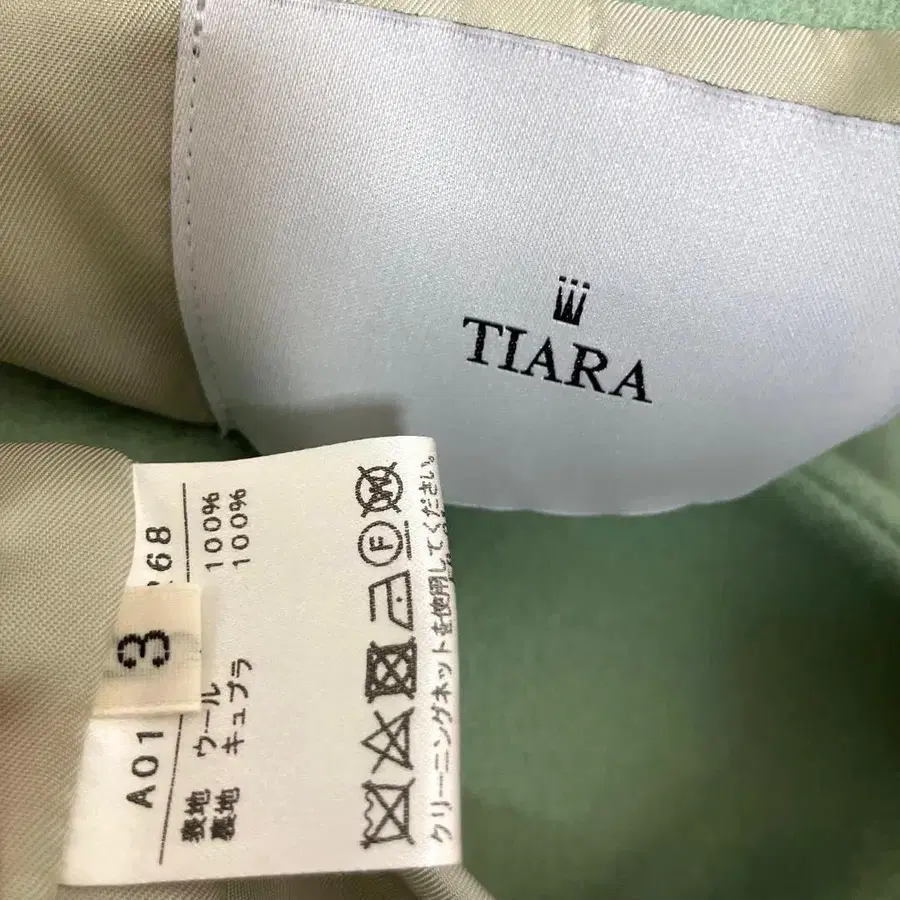 TIARA
A01
268
3
表地 ウール 100%
裏地 キュプラ 100%
W
F
クリーニングネットを使用してください。